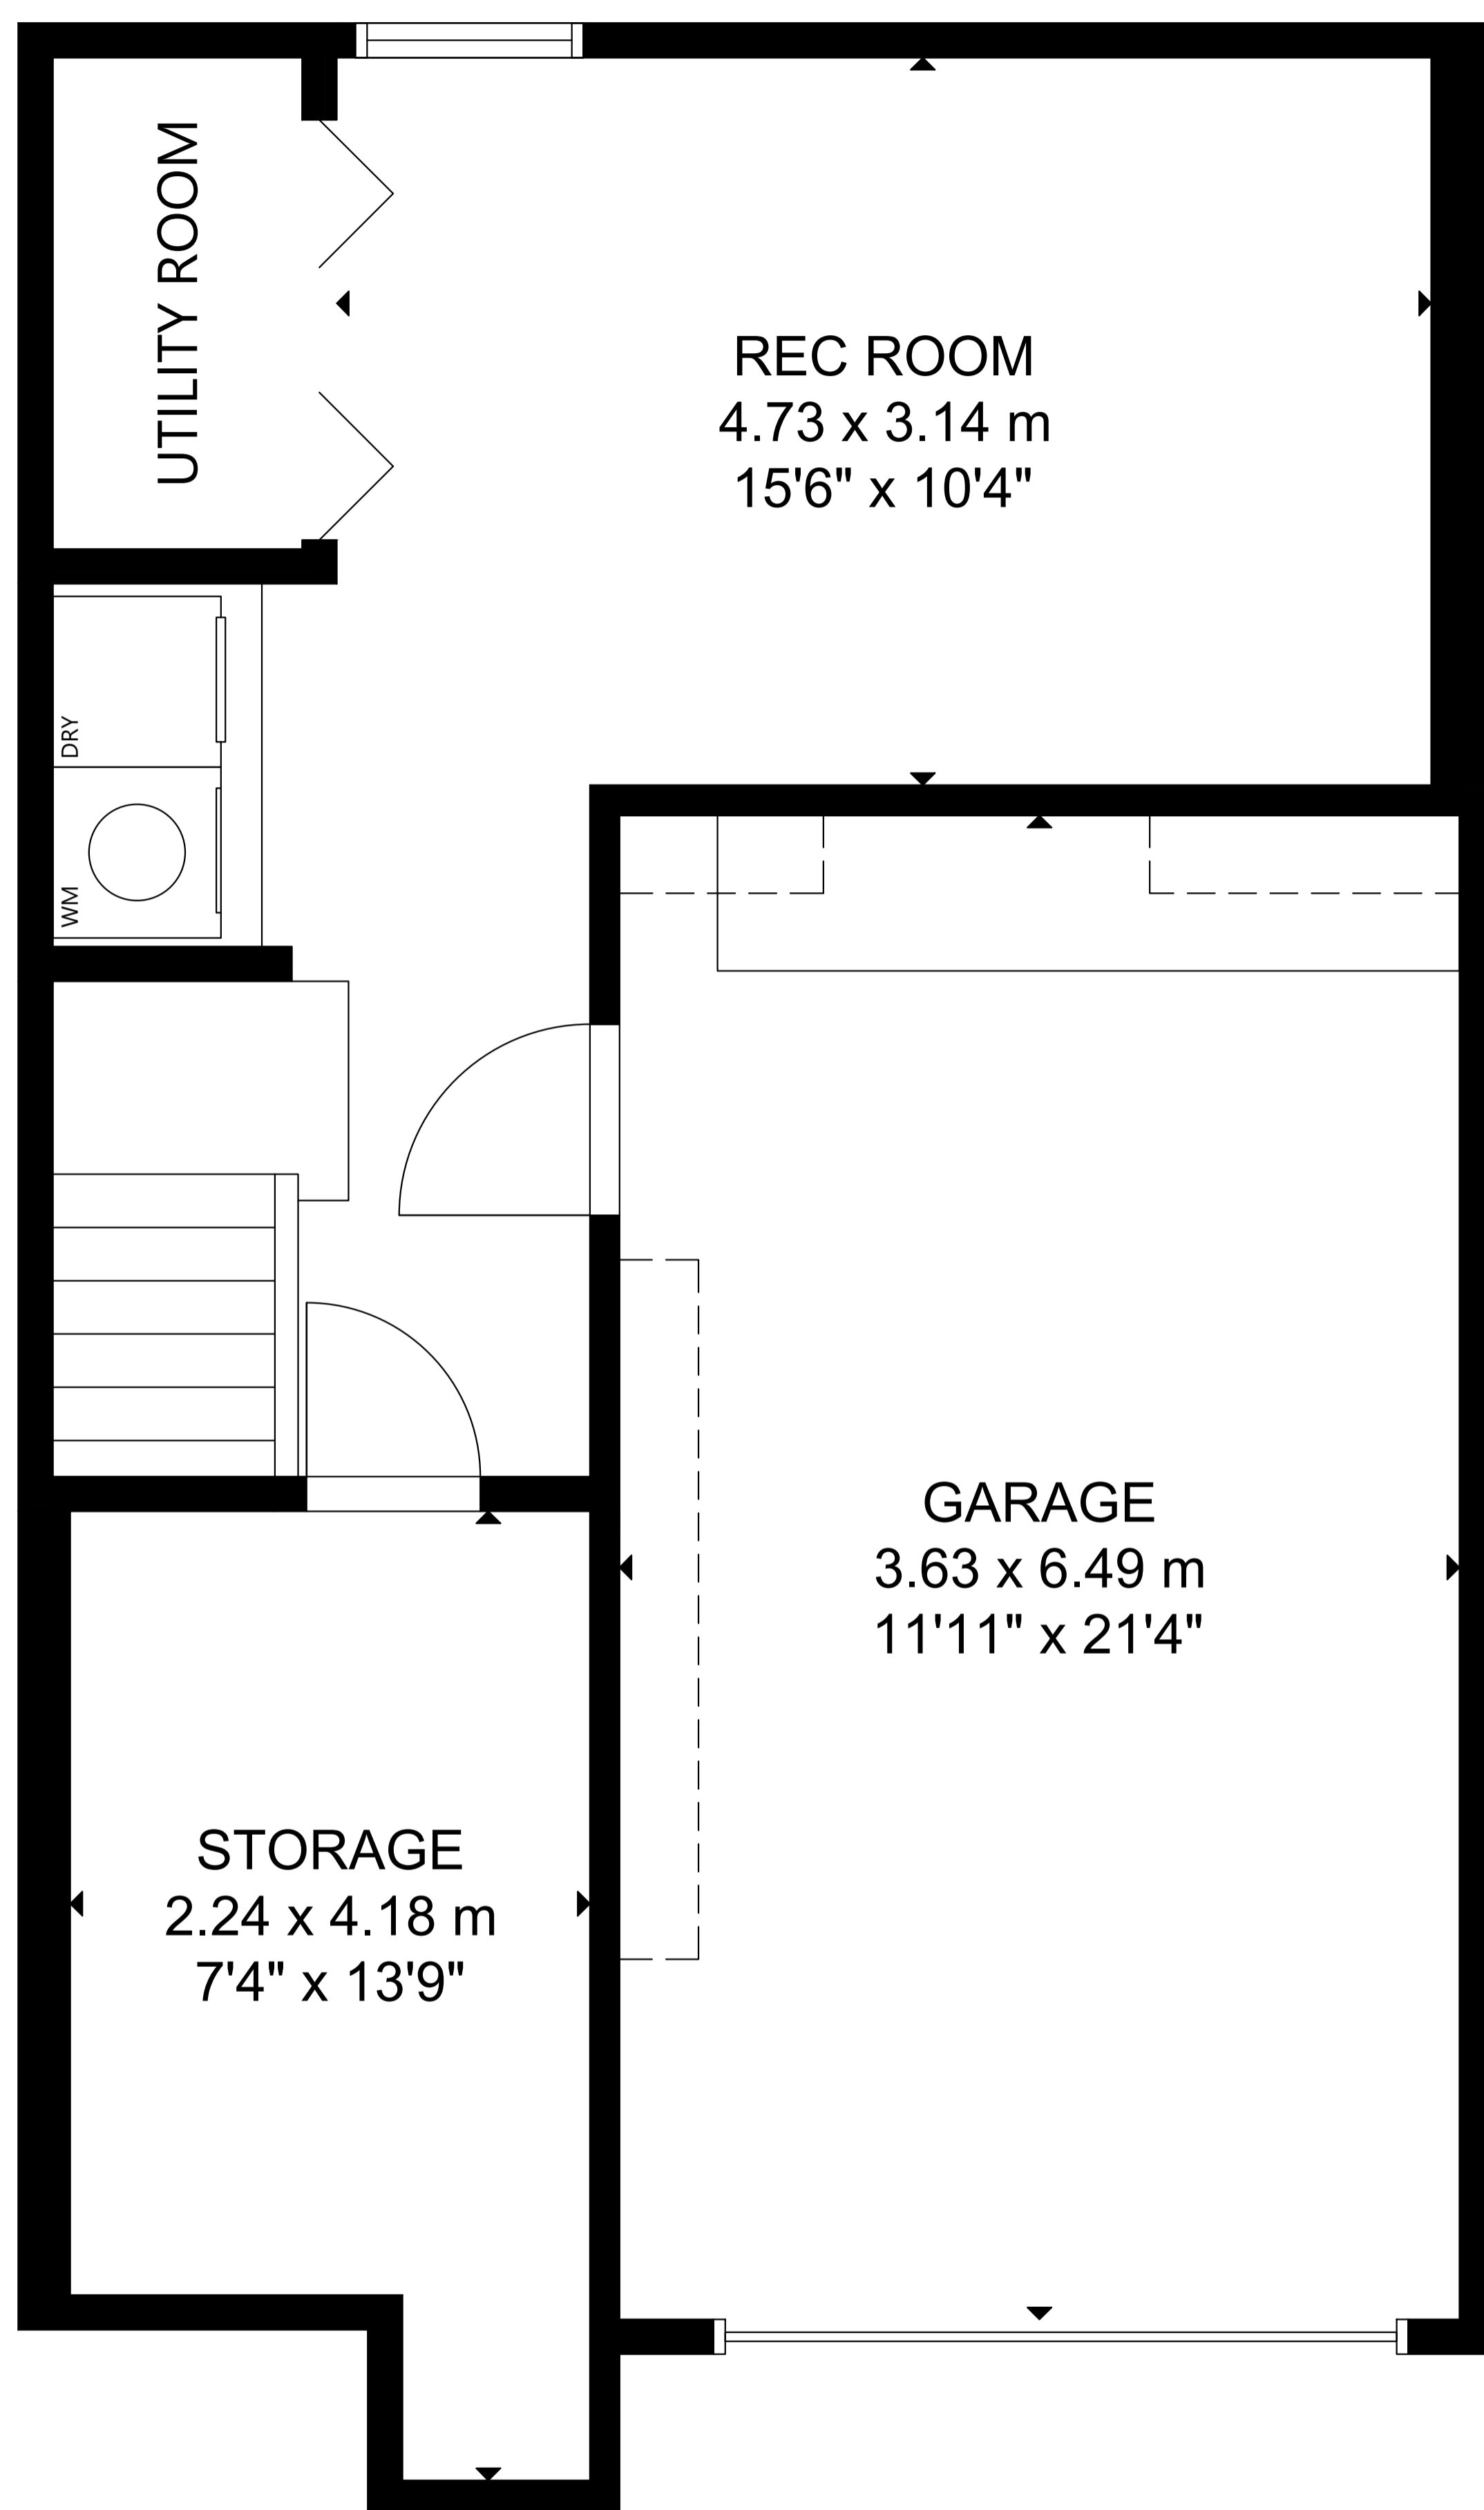 UTILITY ROOM
REC ROOM
4.73 x 3.14 m
15'6" x 10'4"
DRY
WM
GARAGE
3.63 x 6.49 m
11'11" x 21'4"
STORAGE
2.24 x 4.18 m
7'4" x 13'9"